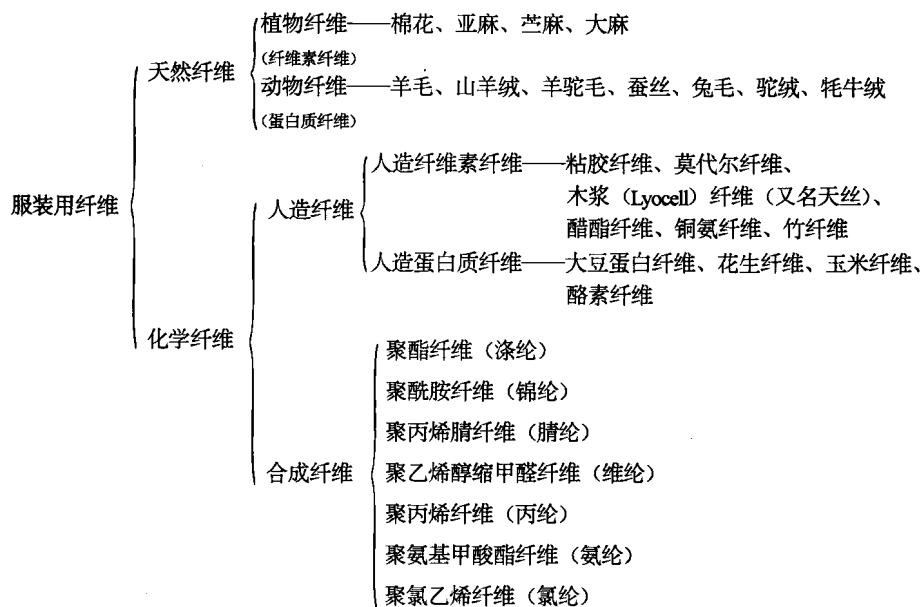 植物纤维——棉花、亚麻、苎麻、大麻
(纤维素纤维)
天然纤维
动物纤维——羊毛、山羊绒、羊驼毛、蚕丝、兔毛、驼绒、牦牛绒
(蛋白质纤维)
服装用纤维
人造纤维素纤维——粘胶纤维、莫代尔纤维、
木浆（Lyocell）纤维（又名天丝）、
醋酯纤维、铜氨纤维、竹纤维
人造纤维
人造蛋白质纤维——大豆蛋白纤维、花生纤维、玉米纤维、
酪素纤维
化学纤维
聚酯纤维（涤纶）
聚酰胺纤维（锦纶）
聚丙烯腈纤维（腈纶）
合成纤维
聚乙烯醇缩甲醛纤维（维纶）
聚丙烯纤维（丙纶）
聚氨基甲酸酯纤维（氨纶）
聚氯乙烯纤维（氯纶）